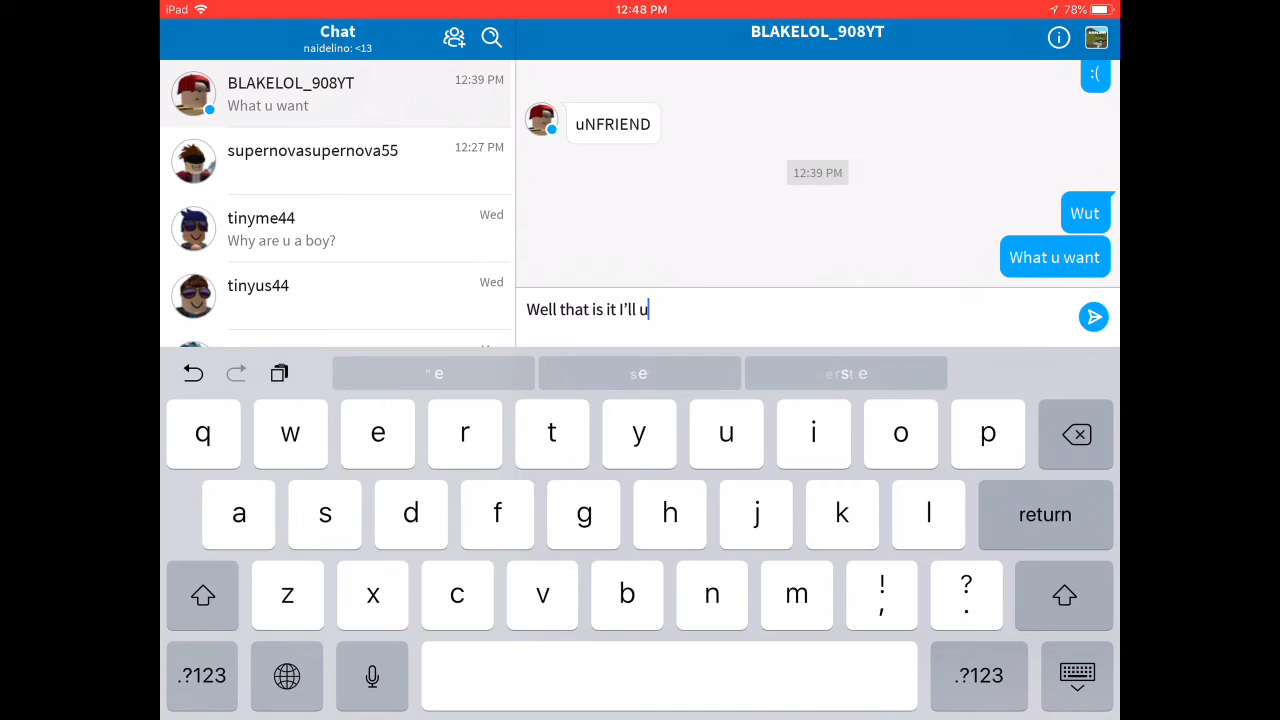 iPad
12:48 PM
78%
Chat
naidelino: <13
BLAKELOL_908YT
12:39 PM
What u want
supernovasupernova55
12:27 PM
tinyme44
Wed
Why are u a boy?
tinyus44
Wed
BLAKELOL_908YT
:(
uNFRIEND
12:39 PM
Wut
What u want
Well that is it I’ll u
q w e r t y u i o p
a s d f g h j k l return
z x c v b n m ! , ? .
.?123 .?123